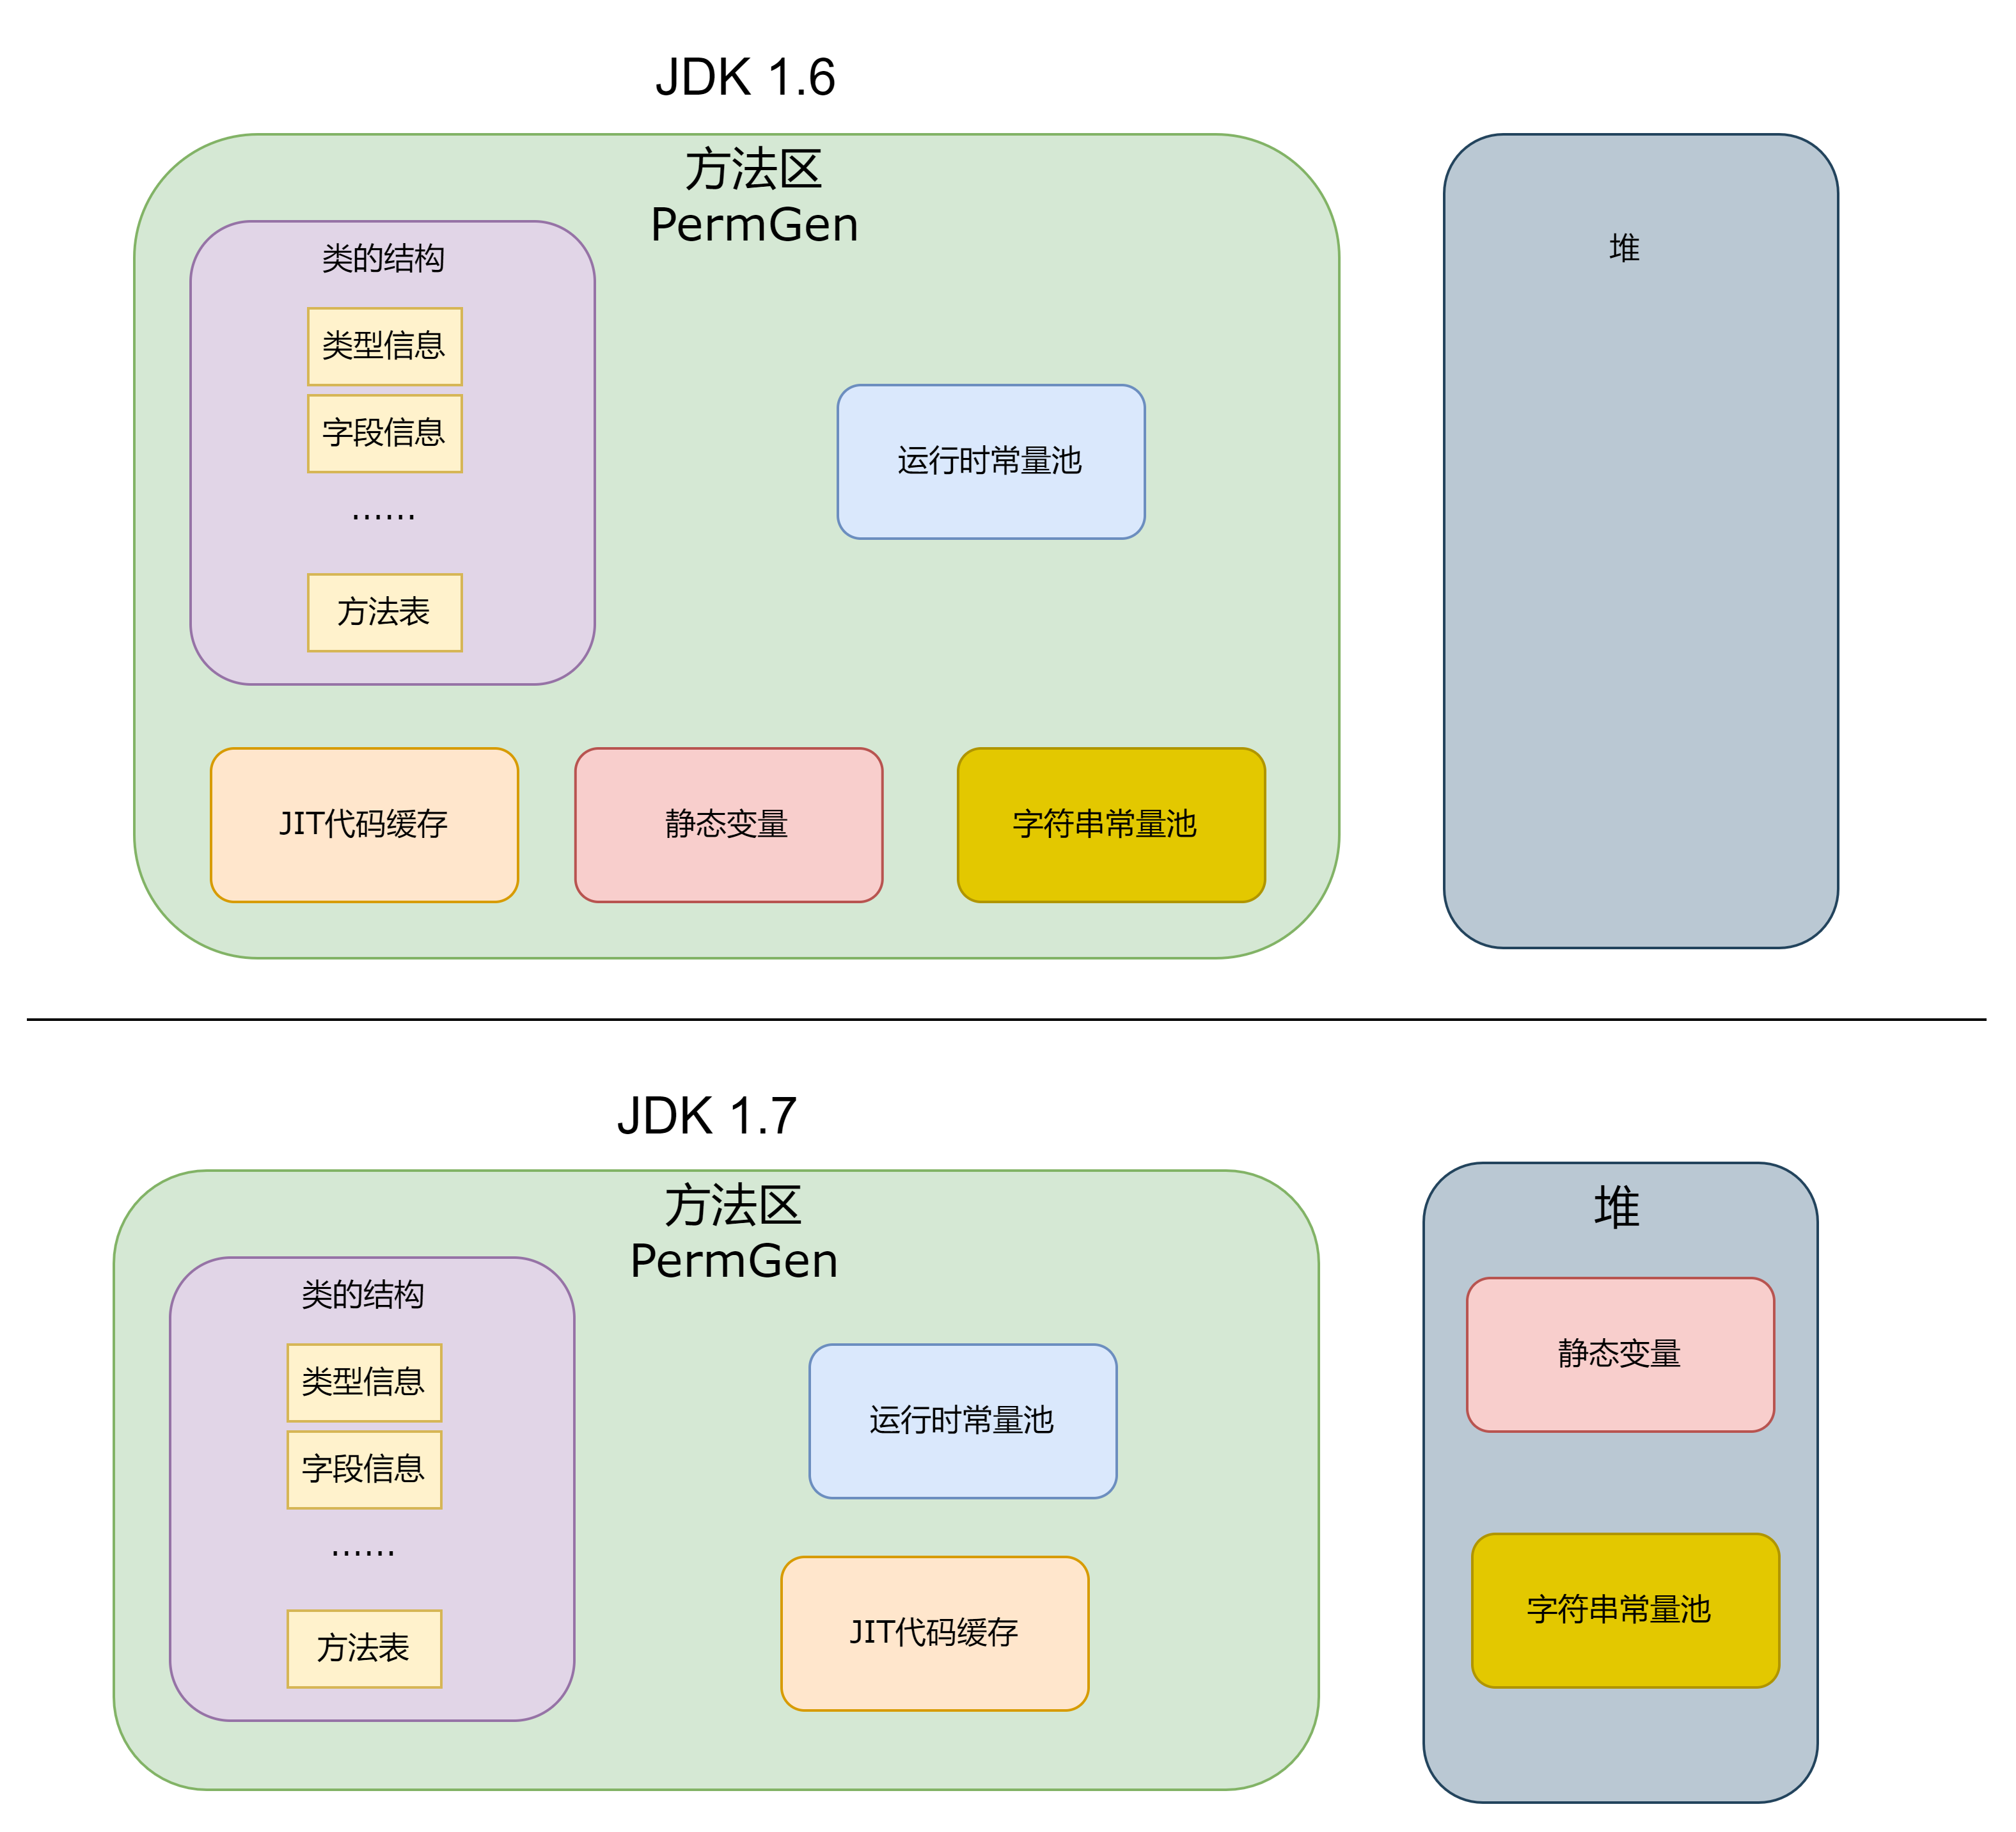 JDK 1.6
方法区
PermGen
堆
类的结构
类型信息
字段信息
......
方法表
运行时常量池
JIT代码缓存
静态变量
字符串常量池
JDK 1.7
方法区
PermGen
类的结构
类型信息
字段信息
......
方法表
运行时常量池
JIT代码缓存
堆
静态变量
字符串常量池